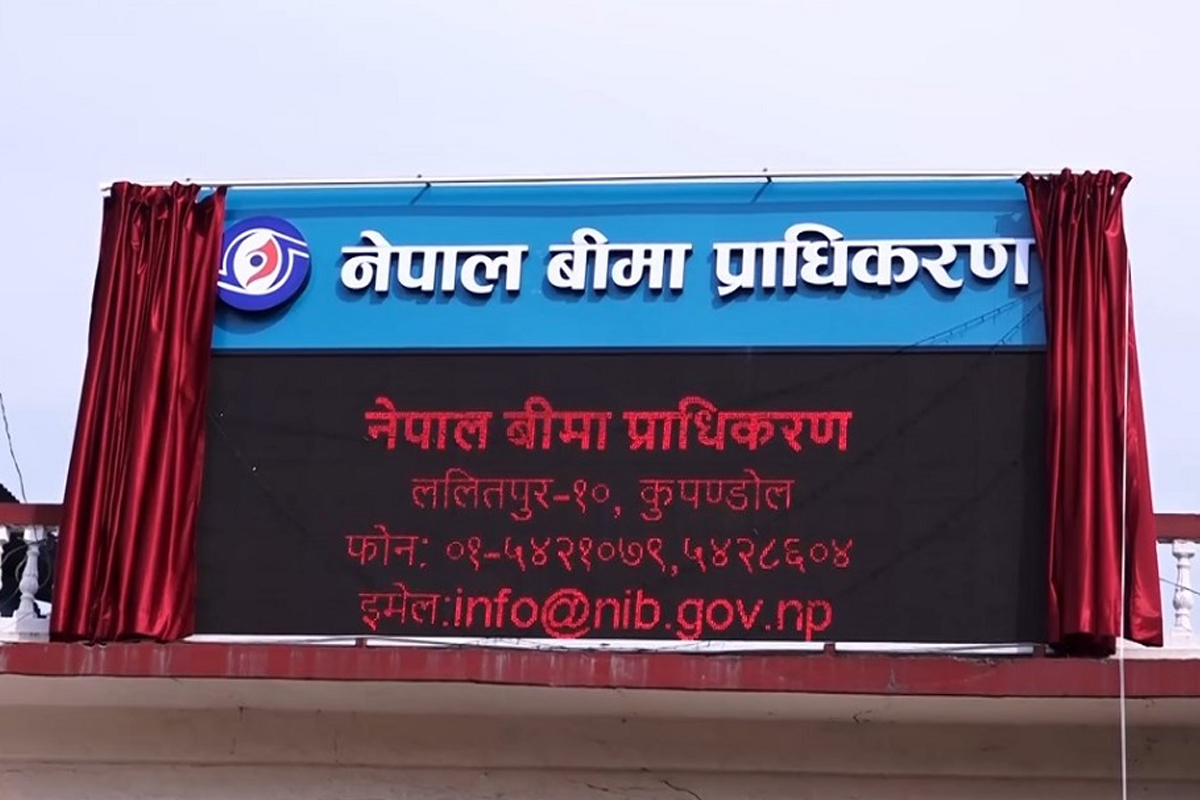 नेपाल बीमा प्राधिकरण
नेपाल बीमा प्राधिकरण
ललितपुर-१०, कुपण्डोल
फोन: ०१-५४२१०७९,५४२८६०४
इमेल:info@nib.gov.np